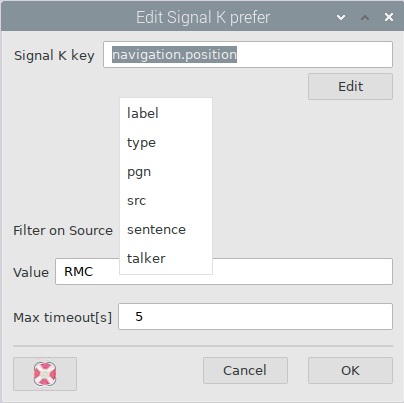 Edit Signal K prefer
Signal K key navigation.position
Edit
label
type
pgn
src
Filter on Source sentence
talker
Value RMC
Max timeout[s] 5
Cancel OK